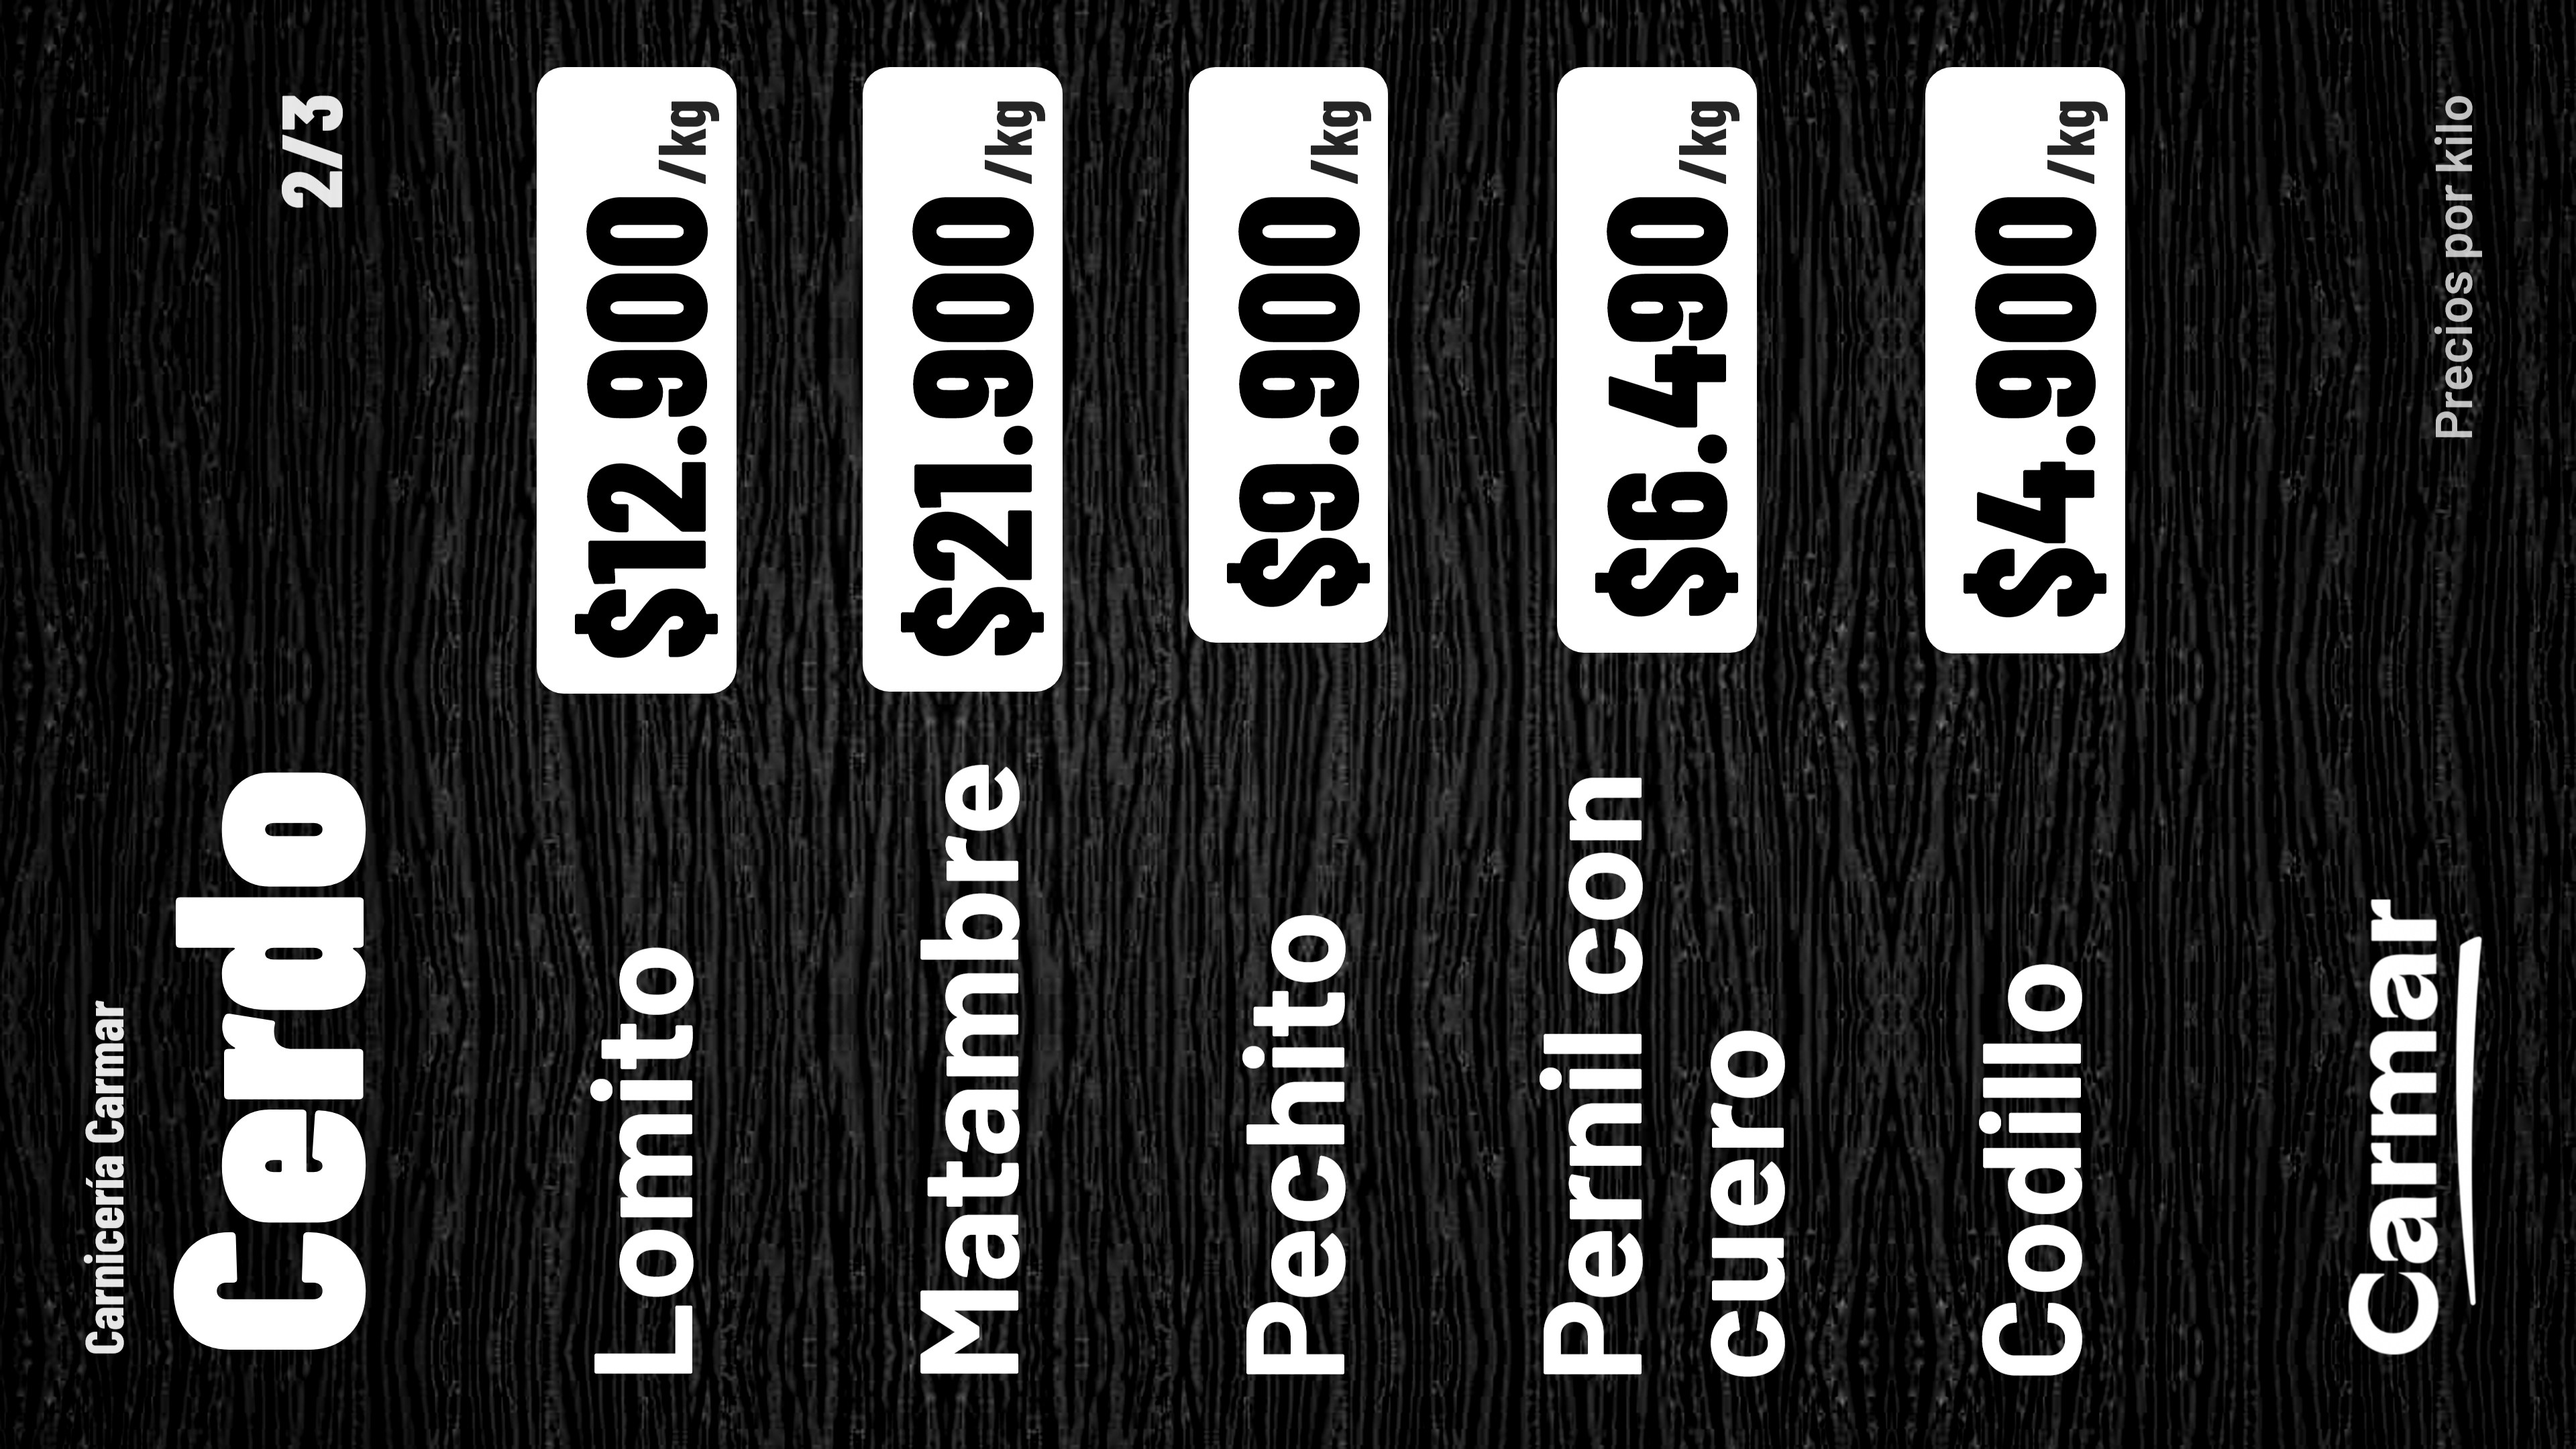 Carnicería Carmar
Cerdo
2/3
Lomito
$12.900/kg
Matambre
$21.900/kg
Pechito
$9.900/kg
Pernil con
cuero
$6.490/kg
Codillo
$4.900/kg
Carmar
Precios por kilo